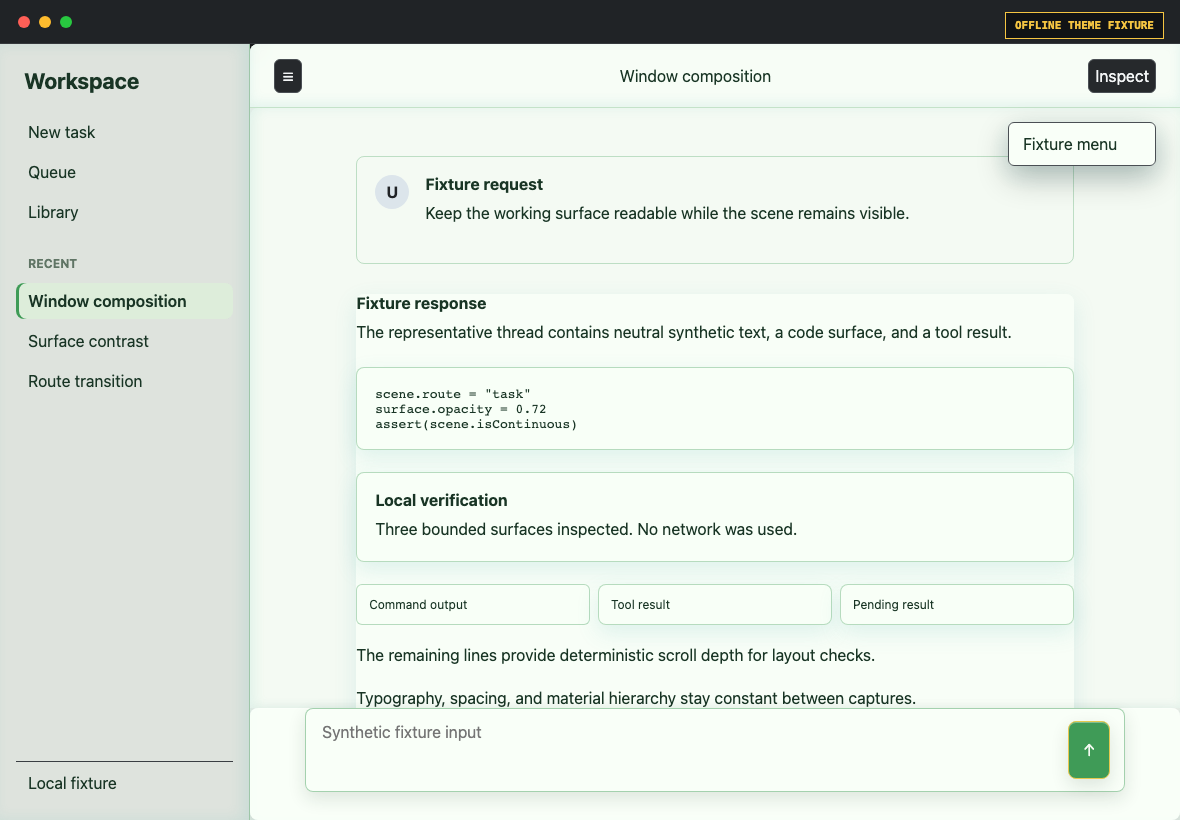 OFFLINE THEME FIXTURE
Workspace
New task
Queue
Library
RECENT
Window composition
Surface contrast
Route transition
Local fixture
Window composition
Inspect
Fixture menu
U
Fixture request
Keep the working surface readable while the scene remains visible.
Fixture response
The representative thread contains neutral synthetic text, a code surface, and a tool result.
scene.route = "task"
surface.opacity = 0.72
assert(scene.isContinuous)
Local verification
Three bounded surfaces inspected. No network was used.
Command output
Tool result
Pending result
The remaining lines provide deterministic scroll depth for layout checks.
Typography, spacing, and material hierarchy stay constant between captures.
Synthetic fixture input